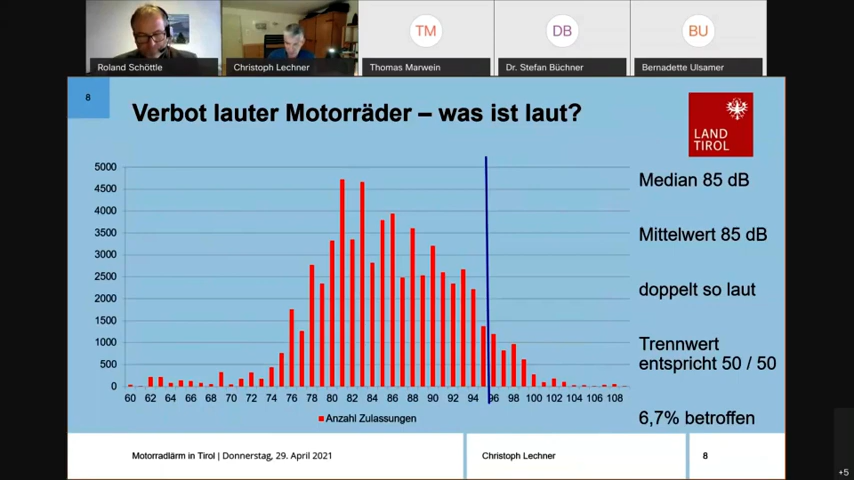 Roland Schöttle
Christoph Lechner
TM
Thomas Marwein
DB
Dr. Stefan Büchner
BU
Bernadette Ulsamer
8
Verbot lauter Motorräder – was ist laut?
LAND
TIROL
5000
4500
4000
3500
3000
2500
2000
1500
1000
500
0
60 62 64 66 68 70 72 74 76 78 80 82 84 86 88 90 92 94 96 98 100 102 104 106 108
Anzahl Zulassungen
Median 85 dB
Mittelwert 85 dB
doppelt so laut
Trennwert
entspricht 50 / 50
6,7% betroffen
Motorradlärm in Tirol | Donnerstag, 29. April 2021
Christoph Lechner
8
+5